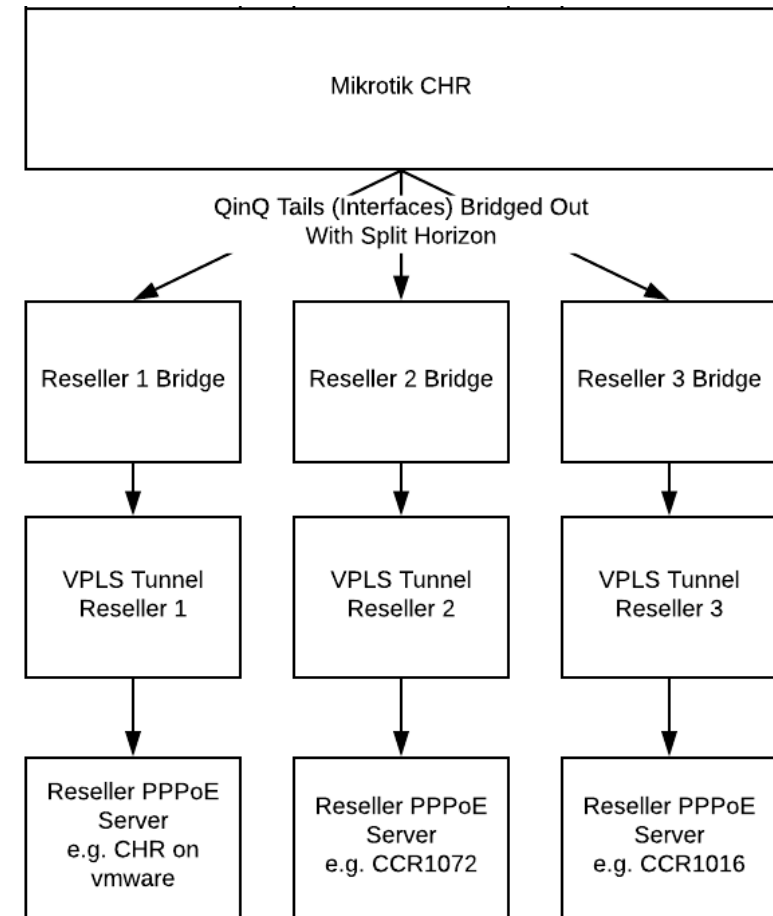 Mikrotik CHR
QinQ Tails (Interfaces) Bridged Out
With Split Horizon
Reseller 1 Bridge
Reseller 2 Bridge
Reseller 3 Bridge
VPLS Tunnel
Reseller 1
VPLS Tunnel
Reseller 2
VPLS Tunnel
Reseller 3
Reseller PPPoE
Server
e.g. CHR on
vmware
Reseller PPPoE
Server
e.g. CCR1072
Reseller PPPoE
Server
e.g. CCR1016